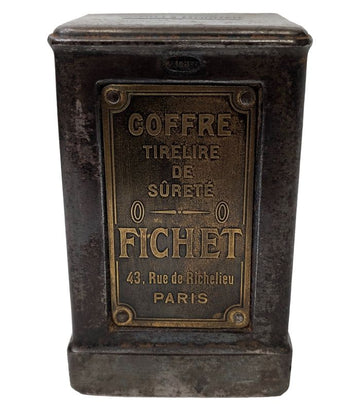 COFFRE
TIRELIRE
DE
SÛRETÉ
FICHET
43, Rue de Richelieu
PARIS